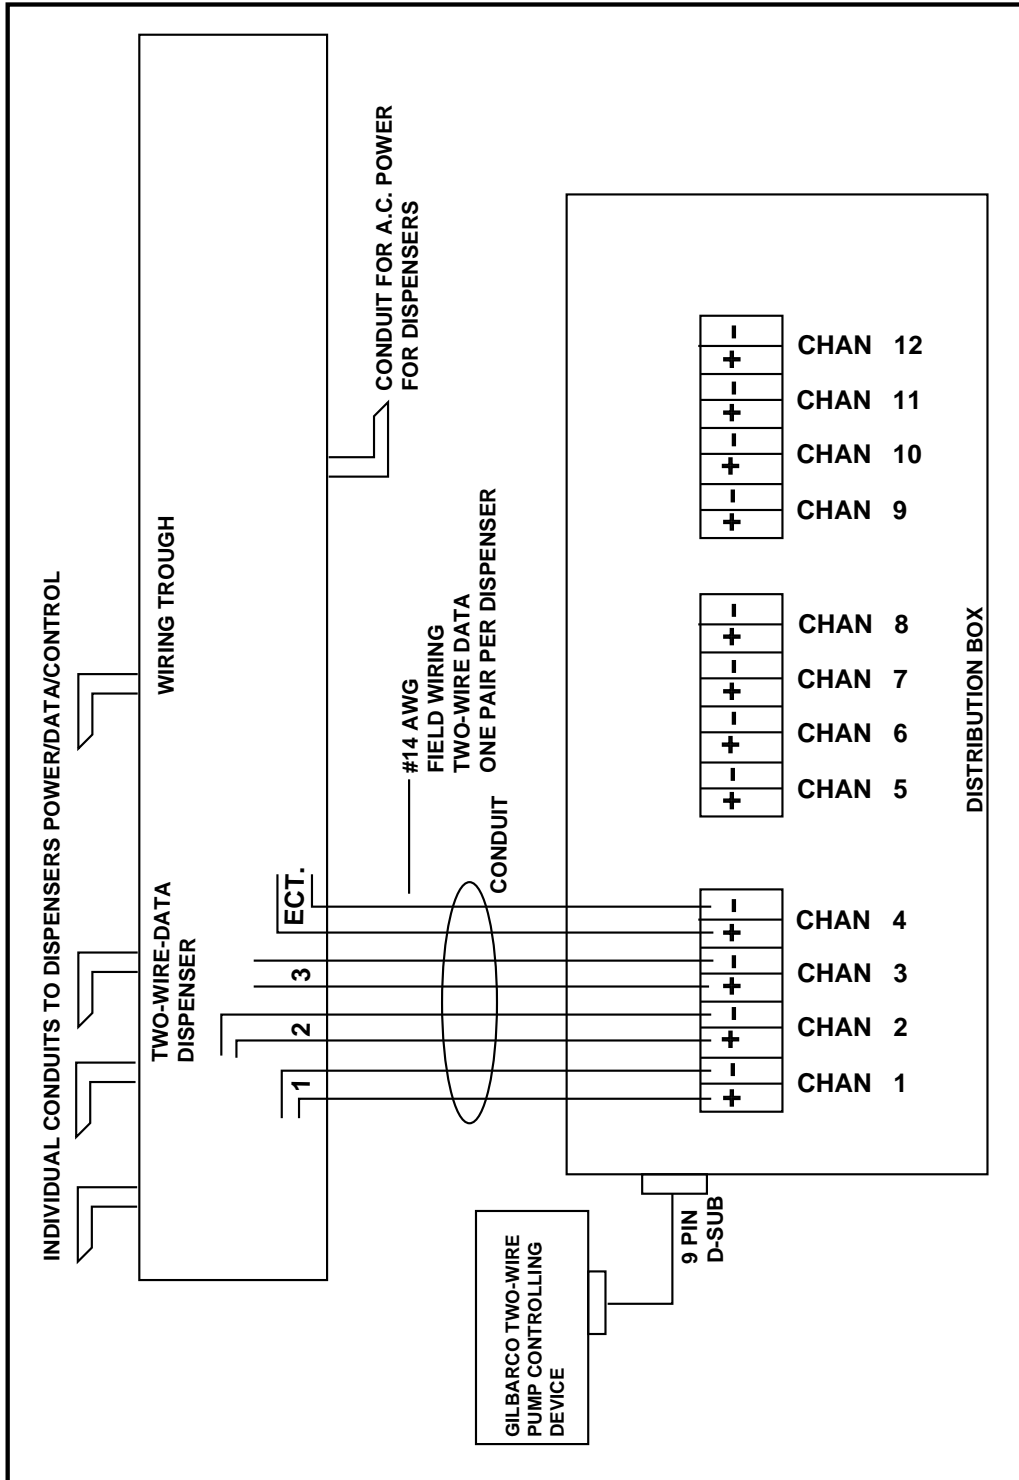 INDIVIDUAL CONDUITS TO DISPENSERS POWER/DATA/CONTROL
WIRING TROUGH
TWO-WIRE-DATA
DISPENSER
CONDUIT FOR A.C. POWER
FOR DISPENSERS
1
2
3
ECT.
#14 AWG
FIELD WIRING
TWO-WIRE DATA
ONE PAIR PER DISPENSER
CONDUIT
GILBARCO TWO-WIRE
PUMP CONTROLLING
DEVICE
9 PIN
D-SUB
- CHAN 12
+
- CHAN 11
+
- CHAN 10
+
- CHAN 9
+
- CHAN 8
+
- CHAN 7
+
- CHAN 6
+
- CHAN 5
+
- CHAN 4
+
- CHAN 3
+
- CHAN 2
+
- CHAN 1
+
DISTRIBUTION BOX